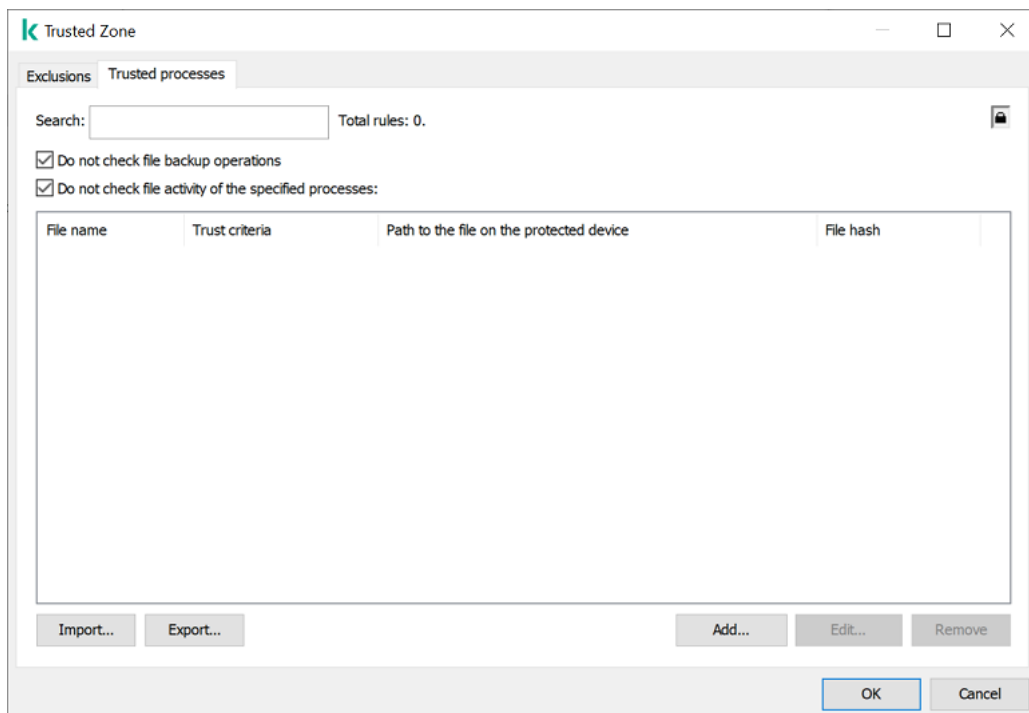 Trusted Zone
Exclusions Trusted processes
Search: Total rules: 0.
Do not check file backup operations
Do not check file activity of the specified processes:
File name Trust criteria Path to the file on the protected device File hash
Import... Export... Add... Edit... Remove
OK Cancel